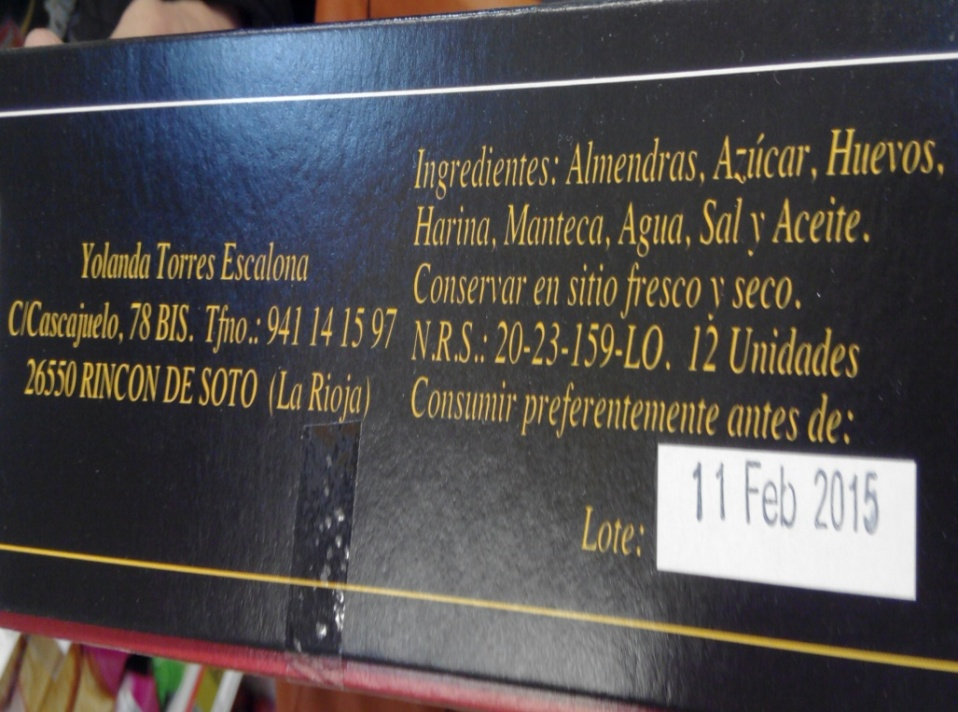 Yolanda Torres Escalona
C/Cascajuelo, 78 BIS. Tfno.: 941 14 15 97
26550 RINCON DE SOTO (La Rioja)
Ingredientes: Almendras, Azúcar, Huevos,
Harina, Manteca, Agua, Sal y Aceite.
Conservar en sitio fresco y seco.
N.R.S.: 20-23-159-LO. 12 Unidades
Consumir preferentemente antes de:
11 Feb 2015
Lote: